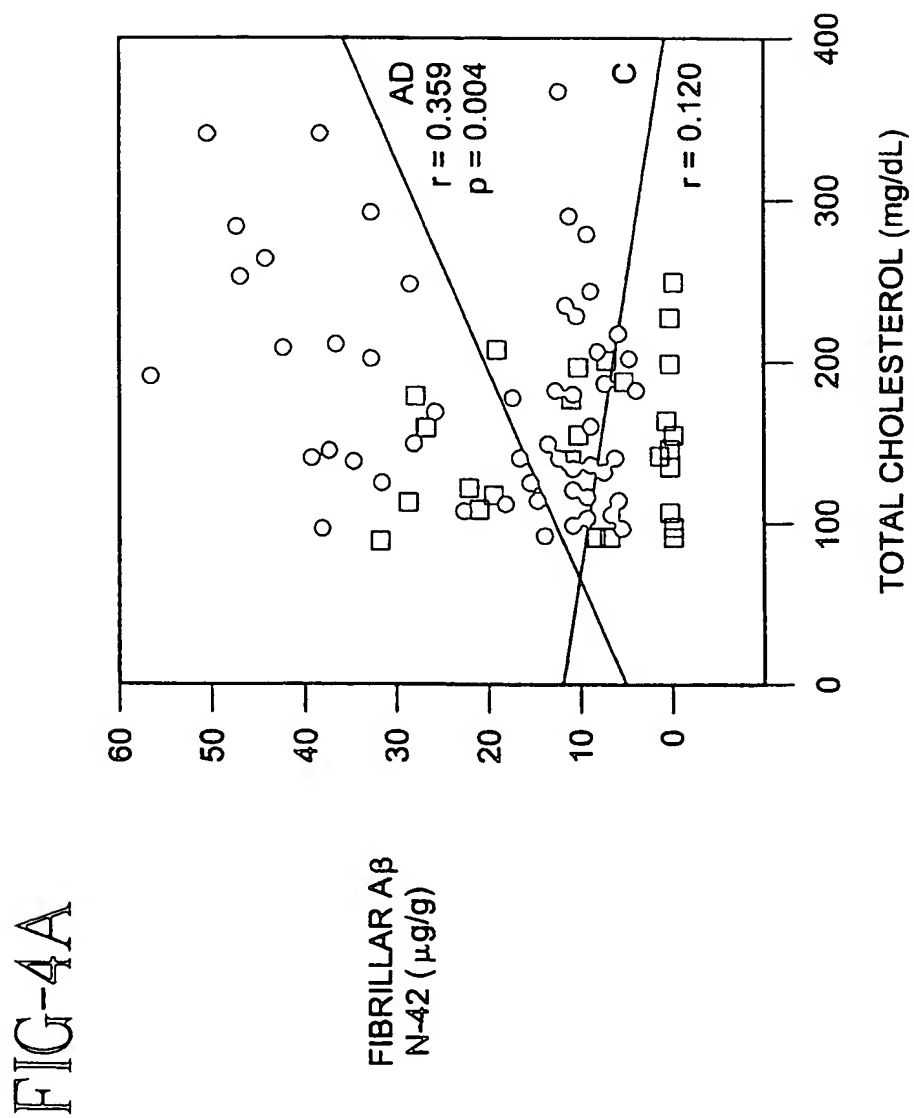 FIG-4A
FIBRILLAR Aβ
N-42 (µg/g)
60
50
40
30
20
10
0
AD
r = 0.359
p = 0.004
C
r = 0.120
0
100
200
300
400
TOTAL CHOLESTEROL (mg/dL)